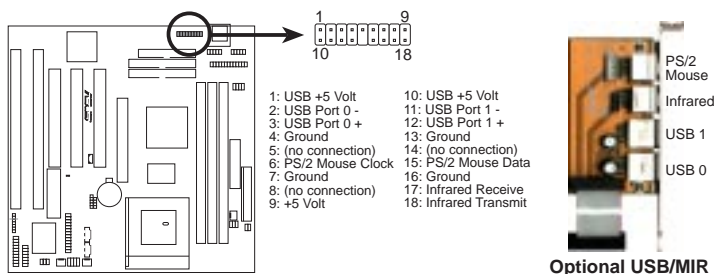 1 9
10 18
1: USB +5 Volt 10: USB +5 Volt
2: USB Port 0 - 11: USB Port 1 -
3: USB Port 0 + 12: USB Port 1 +
4: Ground 13: Ground
5: (no connection) 14: (no connection)
6: PS/2 Mouse Clock 15: PS/2 Mouse Data
7: Ground 16: Ground
8: (no connection) 17: Infrared Receive
9: +5 Volt 18: Infrared Transmit
PS/2
Mouse
Infrared
USB 1
USB 0
Optional USB/MIR